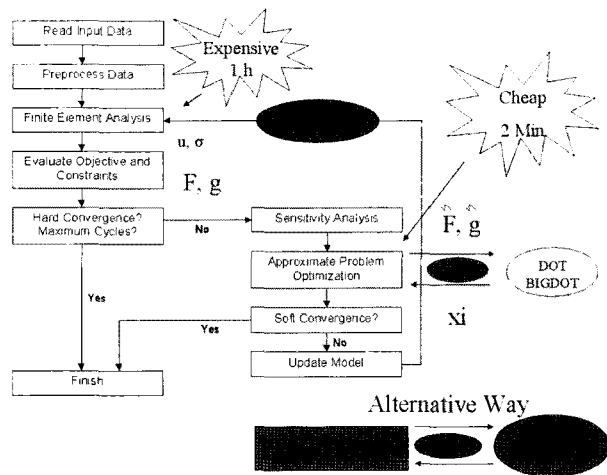 Read Input Data
Preprocess Data
Finite Element Analysis
Evaluate Objective and
Constraints
Hard Convergence?
Maximum Cycles?
Expensive
1 h
u, σ
F, g
No
Yes
Sensitivity Analysis
Approximate Problem
Optimization
Soft Convergence?
Yes
No
Update Model
Finish
Cheap
2 Min.
F, g
xi
DOT
BIGDOT
Alternative Way